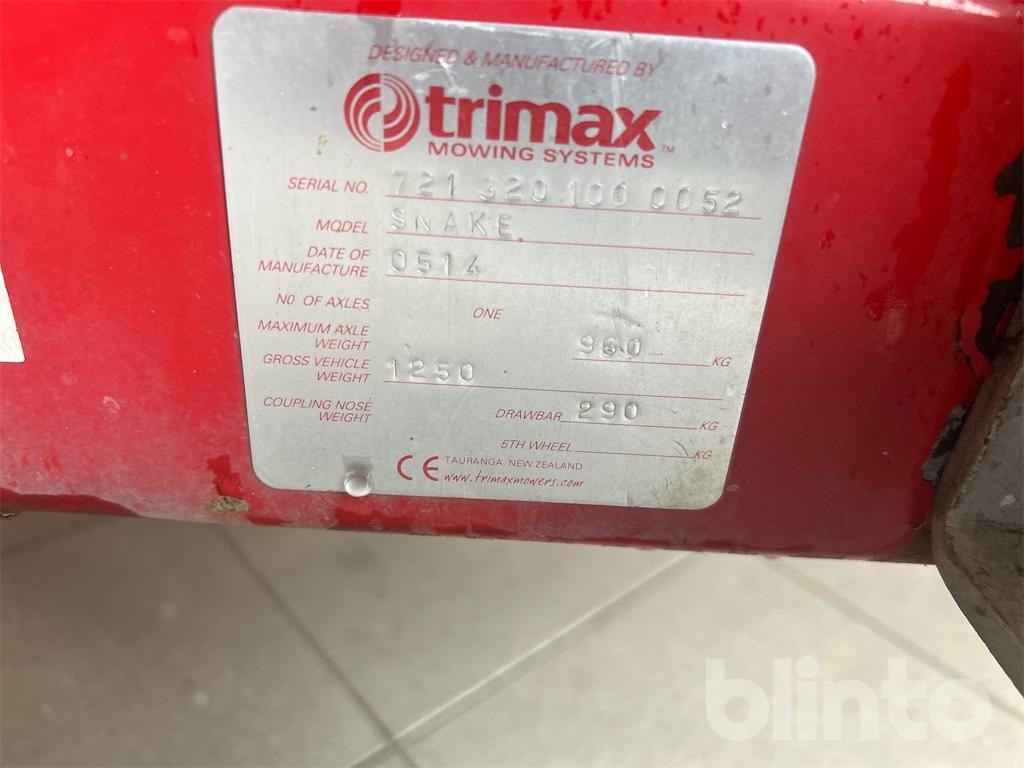 DESIGNED & MANUFACTURED BY
trimax™
MOWING SYSTEMS
SERIAL NO. 721 320 100 0052
MODEL SNAKE
DATE OF MANUFACTURE 0514
NO OF AXLES ONE
MAXIMUM AXLE WEIGHT 960 KG
GROSS VEHICLE WEIGHT 1250
COUPLING NOSE WEIGHT DRAWBAR 290 KG
5TH WHEEL KG
CE TAURANGA, NEW ZEALAND
www.trimaxmowers.com
blinto™